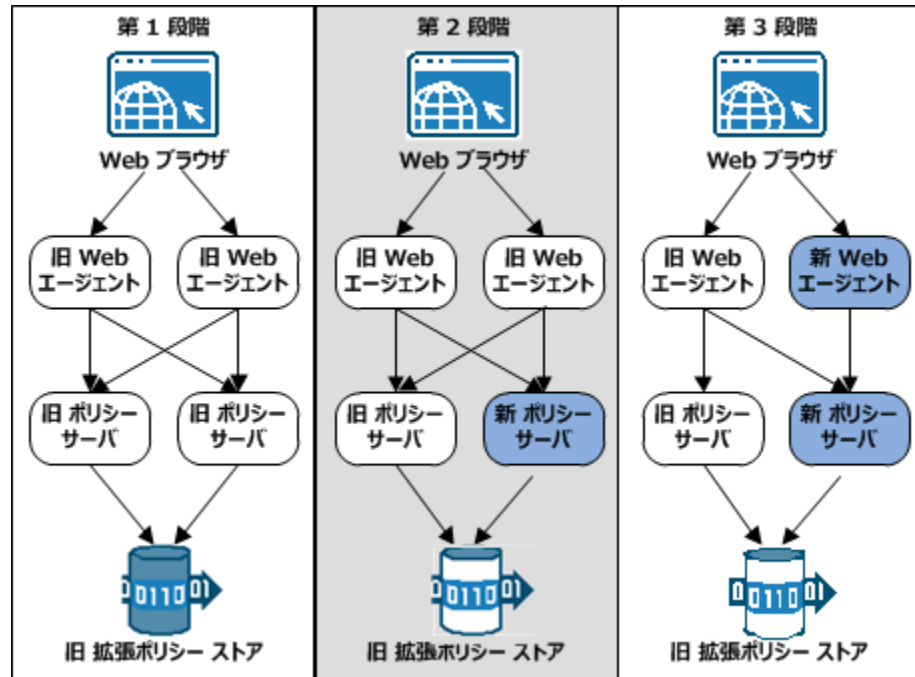 第 1 段階
Web ブラウザ
旧 Web
エージェント
旧 Web
エージェント
旧 ポリシー
サーバ
旧 ポリシー
サーバ
0110
01
旧 拡張ポリシー ストア
第 2 段階
Web ブラウザ
旧 Web
エージェント
旧 Web
エージェント
旧 ポリシー
サーバ
新 ポリシー
サーバ
0
0110
01
旧 拡張ポリシー ストア
第 3 段階
Web ブラウザ
旧 Web
エージェント
新 Web
エージェント
旧 ポリシー
サーバ
新 ポリシー
サーバ
0
0110
01
旧 拡張ポリシー ストア